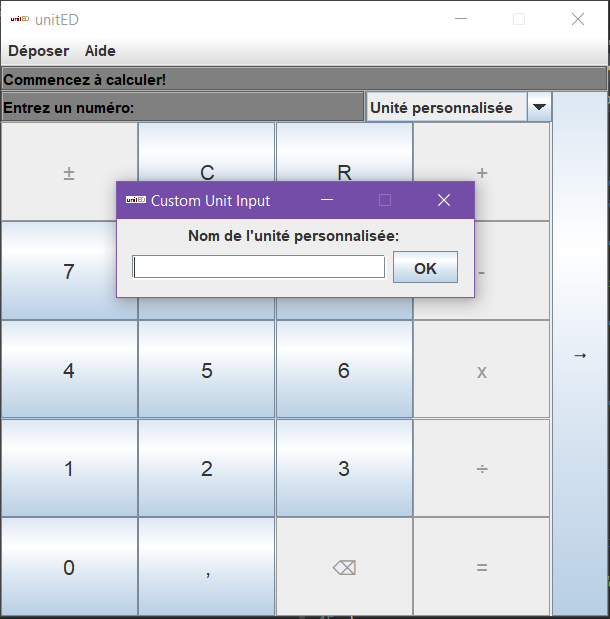 unitED
Déposer Aide
Commencez à calculer!
Entrez un numéro: Unité personnalisée
± C R +
unitED Custom Unit Input
Nom de l'unité personnalisée:
OK
7 -
→
4 5 6 x
1 2 3 ÷
0 , ⌫ =